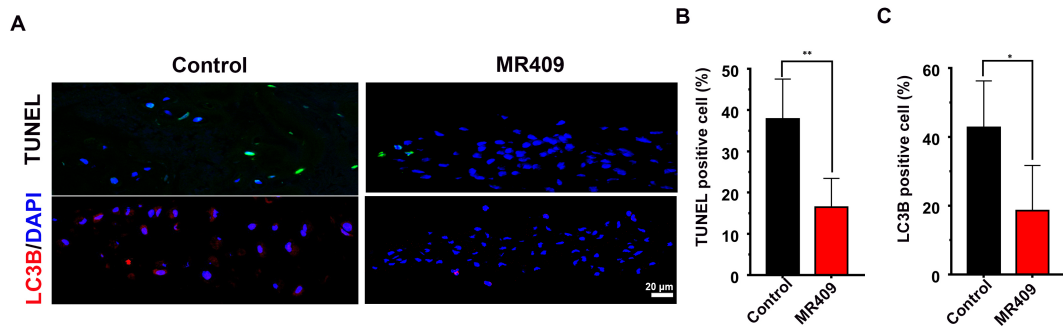 A
Control
MR409
TUNEL
LC3B/DAPI
20 µm
B
**
TUNEL positive cell (%)
50
40
30
20
10
0
Control
MR409
C
*
LC3B positive cell (%)
60
40
20
0
Control
MR409